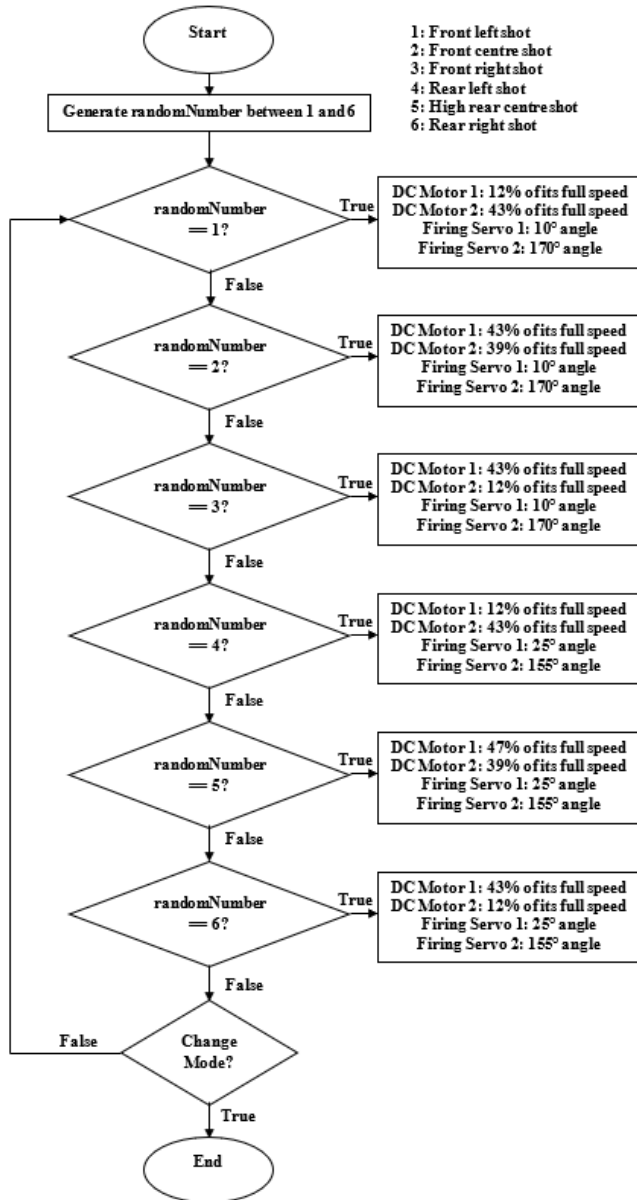 Start
1: Front left shot
2: Front centre shot
3: Front right shot
4: Rear left shot
5: High rear centre shot
6: Rear right shot
Generate randomNumber between 1 and 6
randomNumber
== 1?
True
DC Motor 1: 12% of its full speed
DC Motor 2: 43% of its full speed
Firing Servo 1: 10° angle
Firing Servo 2: 170° angle
False
randomNumber
== 2?
True
DC Motor 1: 43% of its full speed
DC Motor 2: 39% of its full speed
Firing Servo 1: 10° angle
Firing Servo 2: 170° angle
False
randomNumber
== 3?
True
DC Motor 1: 43% of its full speed
DC Motor 2: 12% of its full speed
Firing Servo 1: 10° angle
Firing Servo 2: 170° angle
False
randomNumber
== 4?
True
DC Motor 1: 12% of its full speed
DC Motor 2: 43% of its full speed
Firing Servo 1: 25° angle
Firing Servo 2: 155° angle
False
randomNumber
== 5?
True
DC Motor 1: 47% of its full speed
DC Motor 2: 39% of its full speed
Firing Servo 1: 25° angle
Firing Servo 2: 155° angle
False
randomNumber
== 6?
True
DC Motor 1: 43% of its full speed
DC Motor 2: 12% of its full speed
Firing Servo 1: 25° angle
Firing Servo 2: 155° angle
False
False
Change
Mode?
True
End